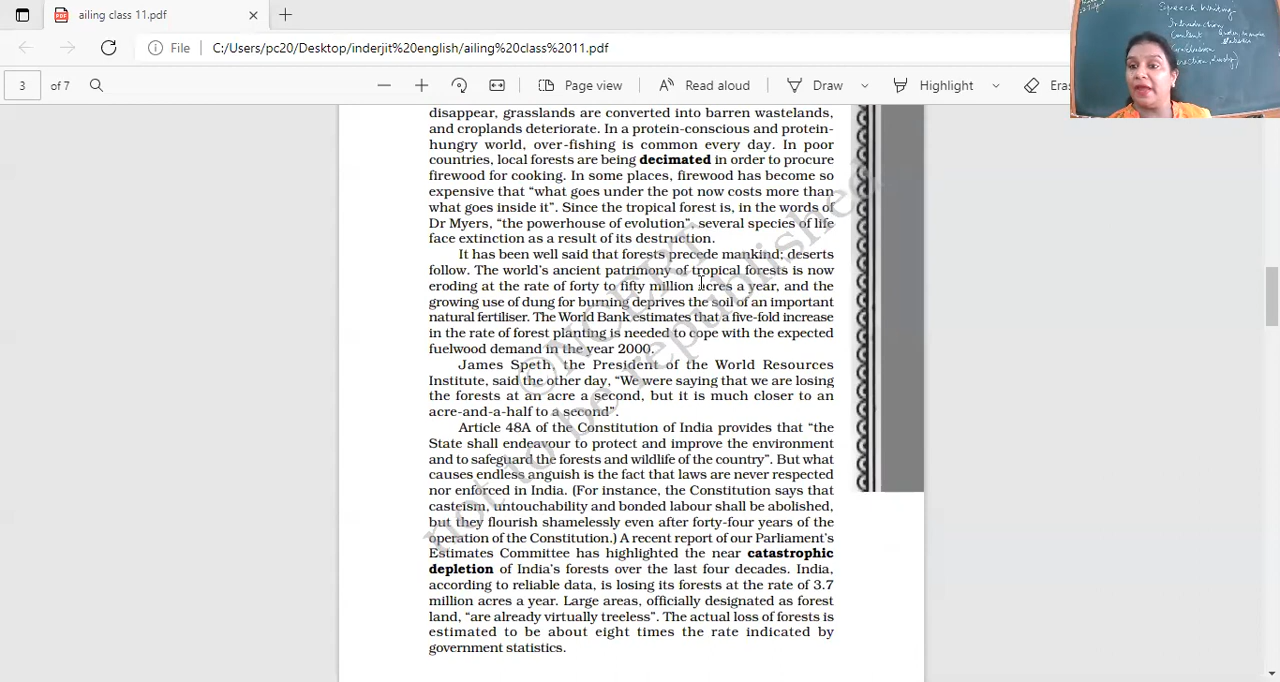 ailing class 11.pdf
File C:/Users/pc20/Desktop/inderjit%20english/ailing%20class%2011.pdf
3 of 7 Page view Read aloud Draw Highlight Eras
Speech Writing
Introduction
Content
Statistics
Conclusion
disappear, grasslands are converted into barren wastelands,
and croplands deteriorate. In a protein-conscious and protein-
hungry world, over-fishing is common every day. In poor
countries, local forests are being decimated in order to procure
firewood for cooking. In some places, firewood has become so
expensive that “what goes under the pot now costs more than
what goes inside it”. Since the tropical forest is, in the words of
Dr Myers, “the powerhouse of evolution”, several species of life
face extinction as a result of its destruction.
It has been well said that forests precede mankind; deserts
follow. The world’s ancient patrimony of tropical forests is now
eroding at the rate of forty to fifty million acres a year, and the
growing use of dung for burning deprives the soil of an important
natural fertiliser. The World Bank estimates that a five-fold increase
in the rate of forest planting is needed to cope with the expected
fuelwood demand in the year 2000.
James Speth, the President of the World Resources
Institute, said the other day, “We were saying that we are losing
the forests at an acre a second, but it is much closer to an
acre-and-a-half to a second”.
Article 48A of the Constitution of India provides that “the
State shall endeavour to protect and improve the environment
and to safeguard the forests and wildlife of the country”. But what
causes endless anguish is the fact that laws are never respected
nor enforced in India. (For instance, the Constitution says that
casteism, untouchability and bonded labour shall be abolished,
but they flourish shamelessly even after forty-four years of the
operation of the Constitution.) A recent report of our Parliament’s
Estimates Committee has highlighted the near catastrophic
depletion of India’s forests over the last four decades. India,
according to reliable data, is losing its forests at the rate of 3.7
million acres a year. Large areas, officially designated as forest
land, “are already virtually treeless”. The actual loss of forests is
estimated to be about eight times the rate indicated by
government statistics.
©NCERT
not to be republished